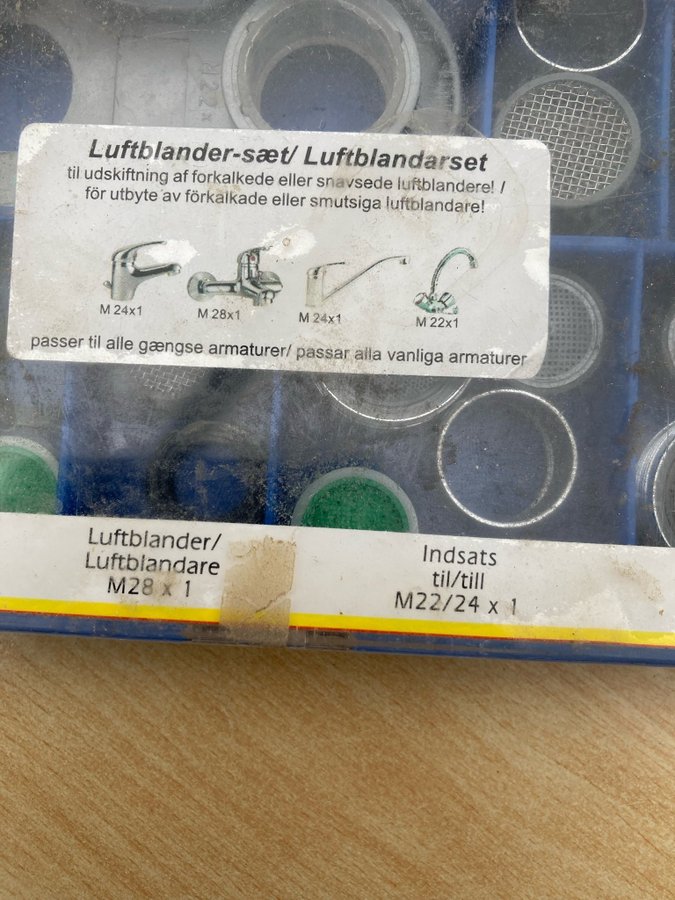 M22x
Luftblander-sæt/ Luftblandarset
til udskiftning af forkalkede eller snavsede luftblandere! /
för utbyte av förkalkade eller smutsiga luftblandare!
M 24x1
M 28x1
M 24x1
M 22x1
passer til alle gængse armaturer/ passar alla vanliga armaturer
Luftblander/
Luftblandare
M28 x 1
Indsats
til/till
M22/24 x 1